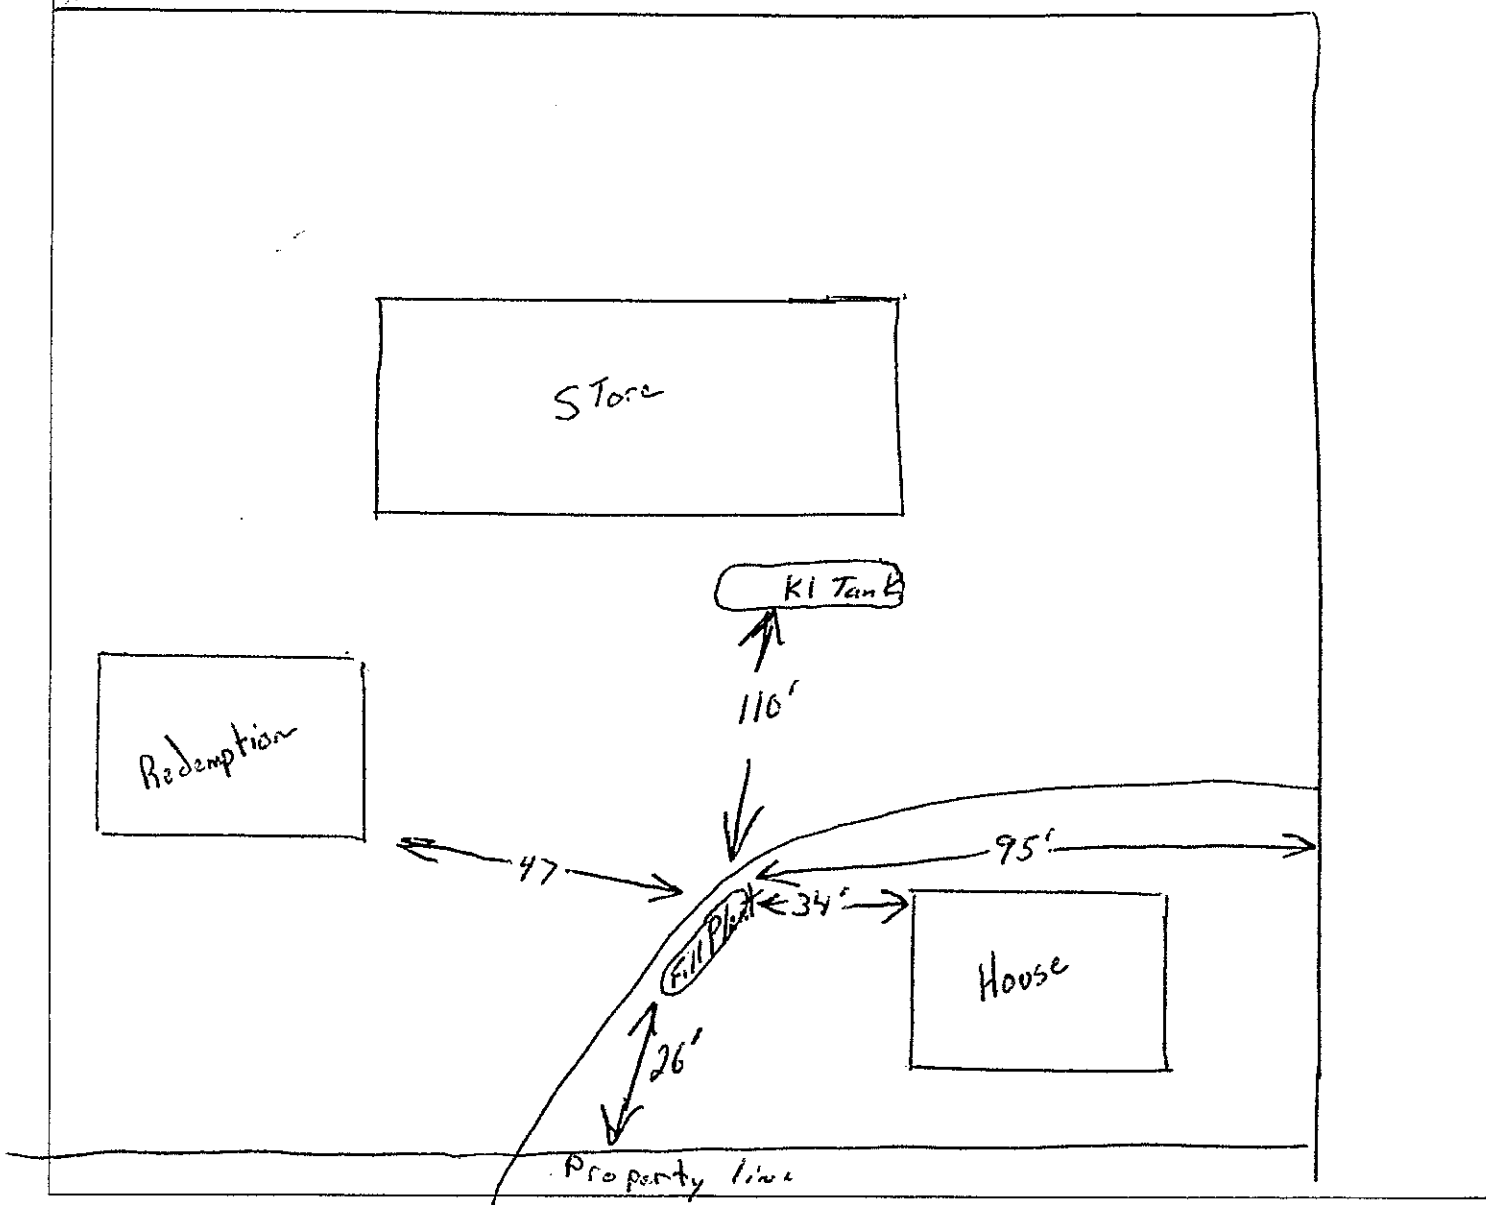 STore
K1 Tank
110'
Redemption
47
95'
34'
Fill Plant
House
26'
Property line